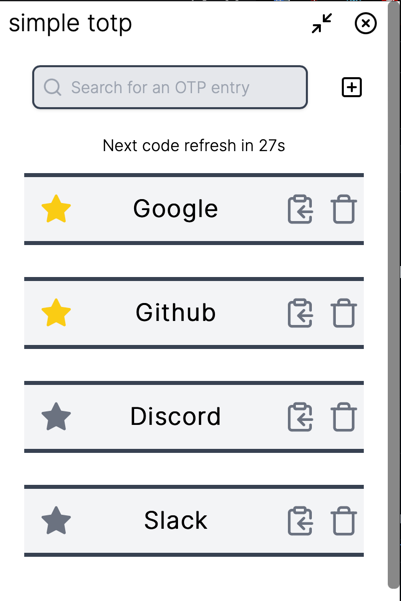 simple totp
Search for an OTP entry
Next code refresh in 27s
Google
Github
Discord
Slack